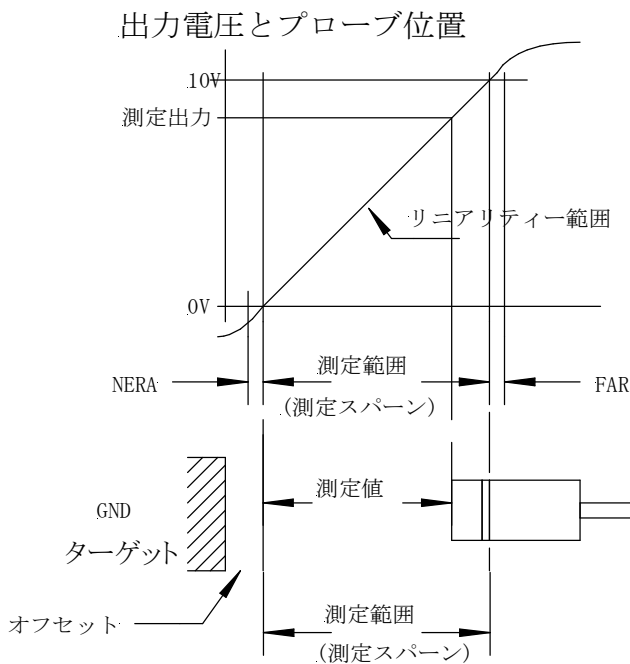 出力電圧とプローブ位置
10V
測定出力
リニアリティー範囲
0V
NERA
測定範囲
FAR
(測定スパーン)
測定値
GND
ターゲット
測定範囲
オフセット
(測定スパーン)